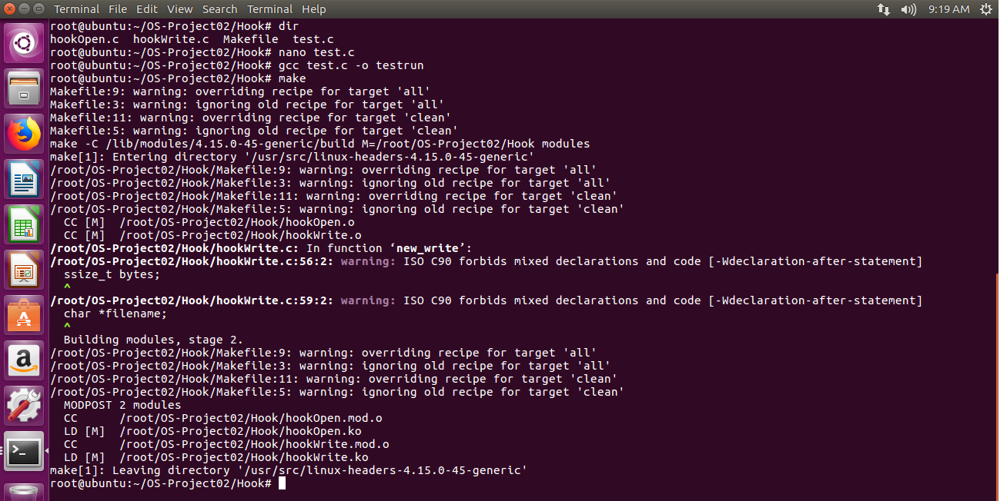 Terminal File Edit View Search Terminal Help 9:19 AM
root@ubuntu:~/OS-Project02/Hook# dir
hookOpen.c  hookWrite.c  Makefile  test.c
root@ubuntu:~/OS-Project02/Hook# nano test.c
root@ubuntu:~/OS-Project02/Hook# gcc test.c -o testrun
root@ubuntu:~/OS-Project02/Hook# make
Makefile:9: warning: overriding recipe for target 'all'
Makefile:3: warning: ignoring old recipe for target 'all'
Makefile:11: warning: overriding recipe for target 'clean'
Makefile:5: warning: ignoring old recipe for target 'clean'
make -C /lib/modules/4.15.0-45-generic/build M=/root/OS-Project02/Hook modules
make[1]: Entering directory '/usr/src/linux-headers-4.15.0-45-generic'
/root/OS-Project02/Hook/Makefile:9: warning: overriding recipe for target 'all'
/root/OS-Project02/Hook/Makefile:3: warning: ignoring old recipe for target 'all'
/root/OS-Project02/Hook/Makefile:11: warning: overriding recipe for target 'clean'
/root/OS-Project02/Hook/Makefile:5: warning: ignoring old recipe for target 'clean'
  CC [M]  /root/OS-Project02/Hook/hookOpen.o
  CC [M]  /root/OS-Project02/Hook/hookWrite.o
/root/OS-Project02/Hook/hookWrite.c: In function ‘new_write’:
/root/OS-Project02/Hook/hookWrite.c:56:2: warning: ISO C90 forbids mixed declarations and code [-Wdeclaration-after-statement]
  ssize_t bytes;
  ^
/root/OS-Project02/Hook/hookWrite.c:59:2: warning: ISO C90 forbids mixed declarations and code [-Wdeclaration-after-statement]
  char *filename;
  ^
  Building modules, stage 2.
/root/OS-Project02/Hook/Makefile:9: warning: overriding recipe for target 'all'
/root/OS-Project02/Hook/Makefile:3: warning: ignoring old recipe for target 'all'
/root/OS-Project02/Hook/Makefile:11: warning: overriding recipe for target 'clean'
/root/OS-Project02/Hook/Makefile:5: warning: ignoring old recipe for target 'clean'
  MODPOST 2 modules
  CC      /root/OS-Project02/Hook/hookOpen.mod.o
  LD [M]  /root/OS-Project02/Hook/hookOpen.ko
  CC      /root/OS-Project02/Hook/hookWrite.mod.o
  LD [M]  /root/OS-Project02/Hook/hookWrite.ko
make[1]: Leaving directory '/usr/src/linux-headers-4.15.0-45-generic'
root@ubuntu:~/OS-Project02/Hook#